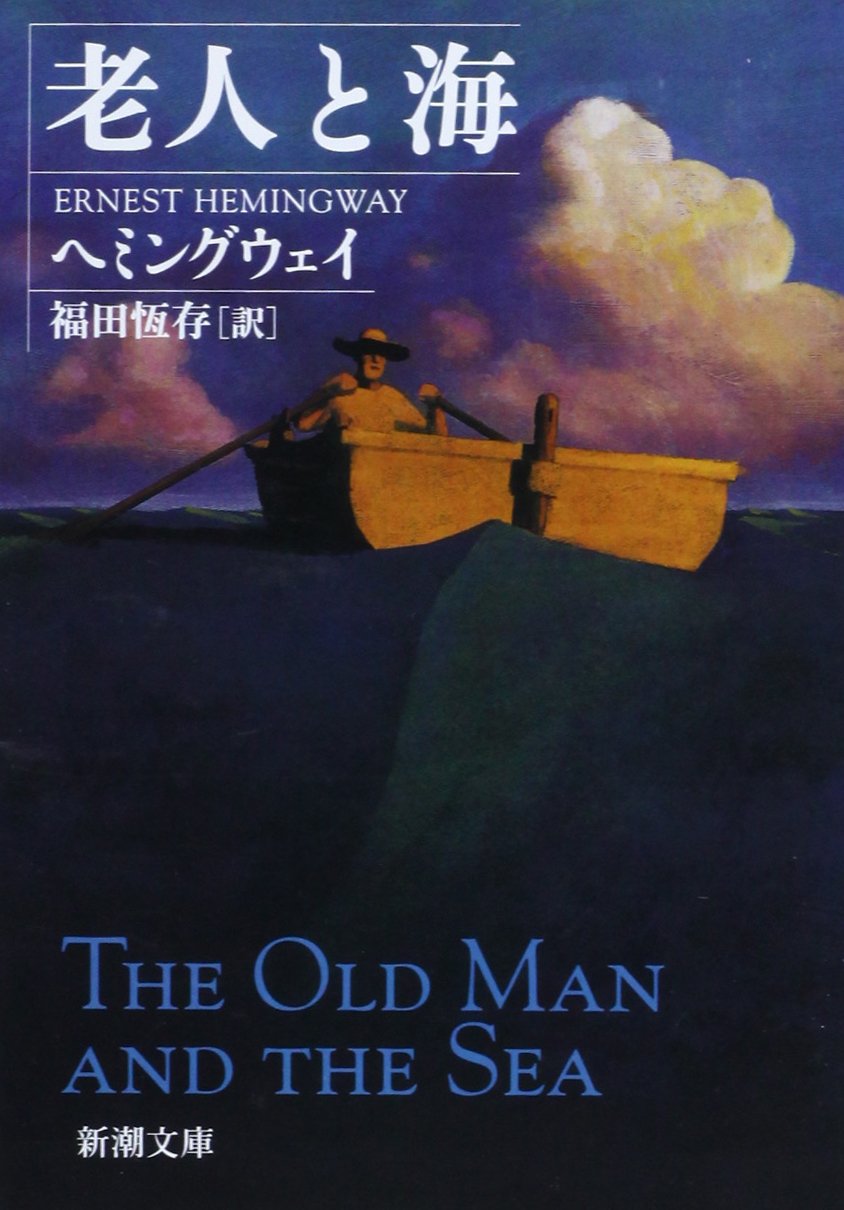 老人と海
ERNEST HEMINGWAY
ヘミングウェイ
福田恆存[訳]
THE OLD MAN
AND THE SEA
新潮文庫